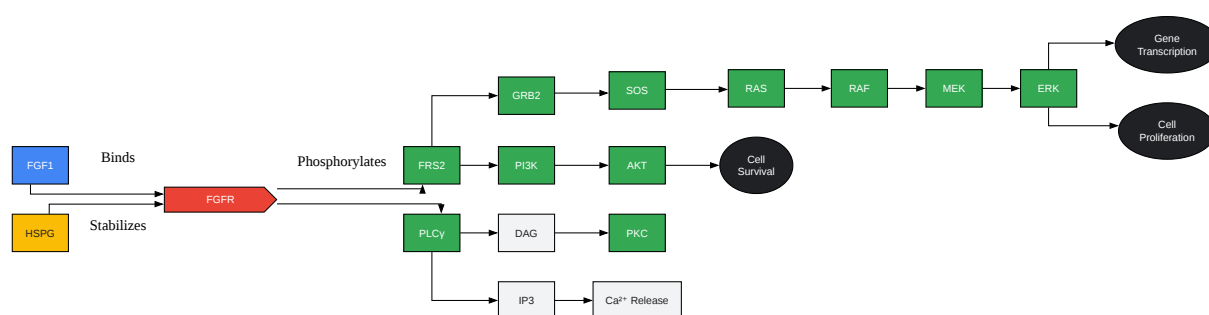 Gene
Transcription
GRB2
SOS
RAS
RAF
MEK
ERK
Cell
Proliferation
FGF1
Binds
Phosphorylates
FRS2
PI3K
AKT
Cell
Survival
FGFR
HSPG
Stabilizes
PLCγ
DAG
PKC
IP3
Ca²⁺ Release